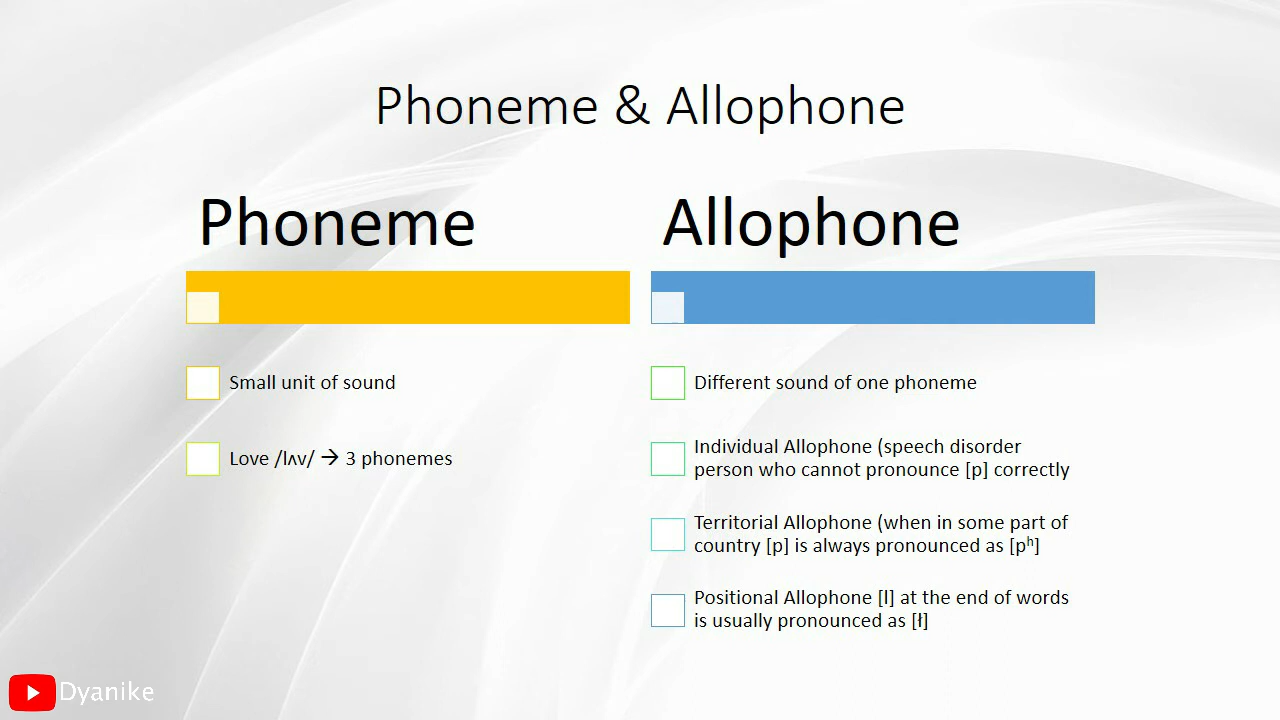 Phoneme & Allophone
Phoneme
Small unit of sound
Love /lʌv/ → 3 phonemes
Allophone
Different sound of one phoneme
Individual Allophone (speech disorder
person who cannot pronounce [p] correctly
Territorial Allophone (when in some part of
country [p] is always pronounced as [pʰ]
Positional Allophone [l] at the end of words
is usually pronounced as [ɫ]
Dyanike